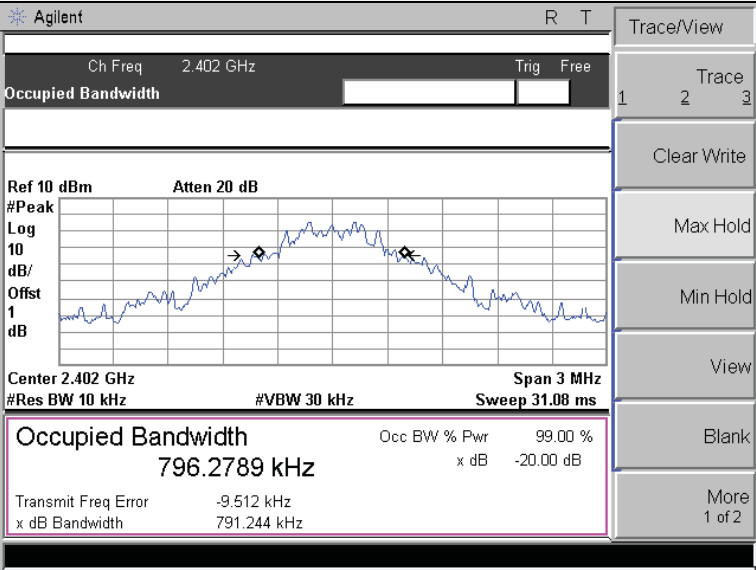 Agilent R T
Trace/View
Ch Freq 2.402 GHz Trig Free
Occupied Bandwidth
Trace
1 2 3
Clear Write
Ref 10 dBm Atten 20 dB
#Peak
Log
10
dB/
Offst
1
dB
Max Hold
Min Hold
View
Center 2.402 GHz Span 3 MHz
#Res BW 10 kHz #VBW 30 kHz Sweep 31.08 ms
Occupied Bandwidth Occ BW % Pwr 99.00 %
796.2789 kHz x dB -20.00 dB
Blank
Transmit Freq Error -9.512 kHz
x dB Bandwidth 791.244 kHz
More
1 of 2